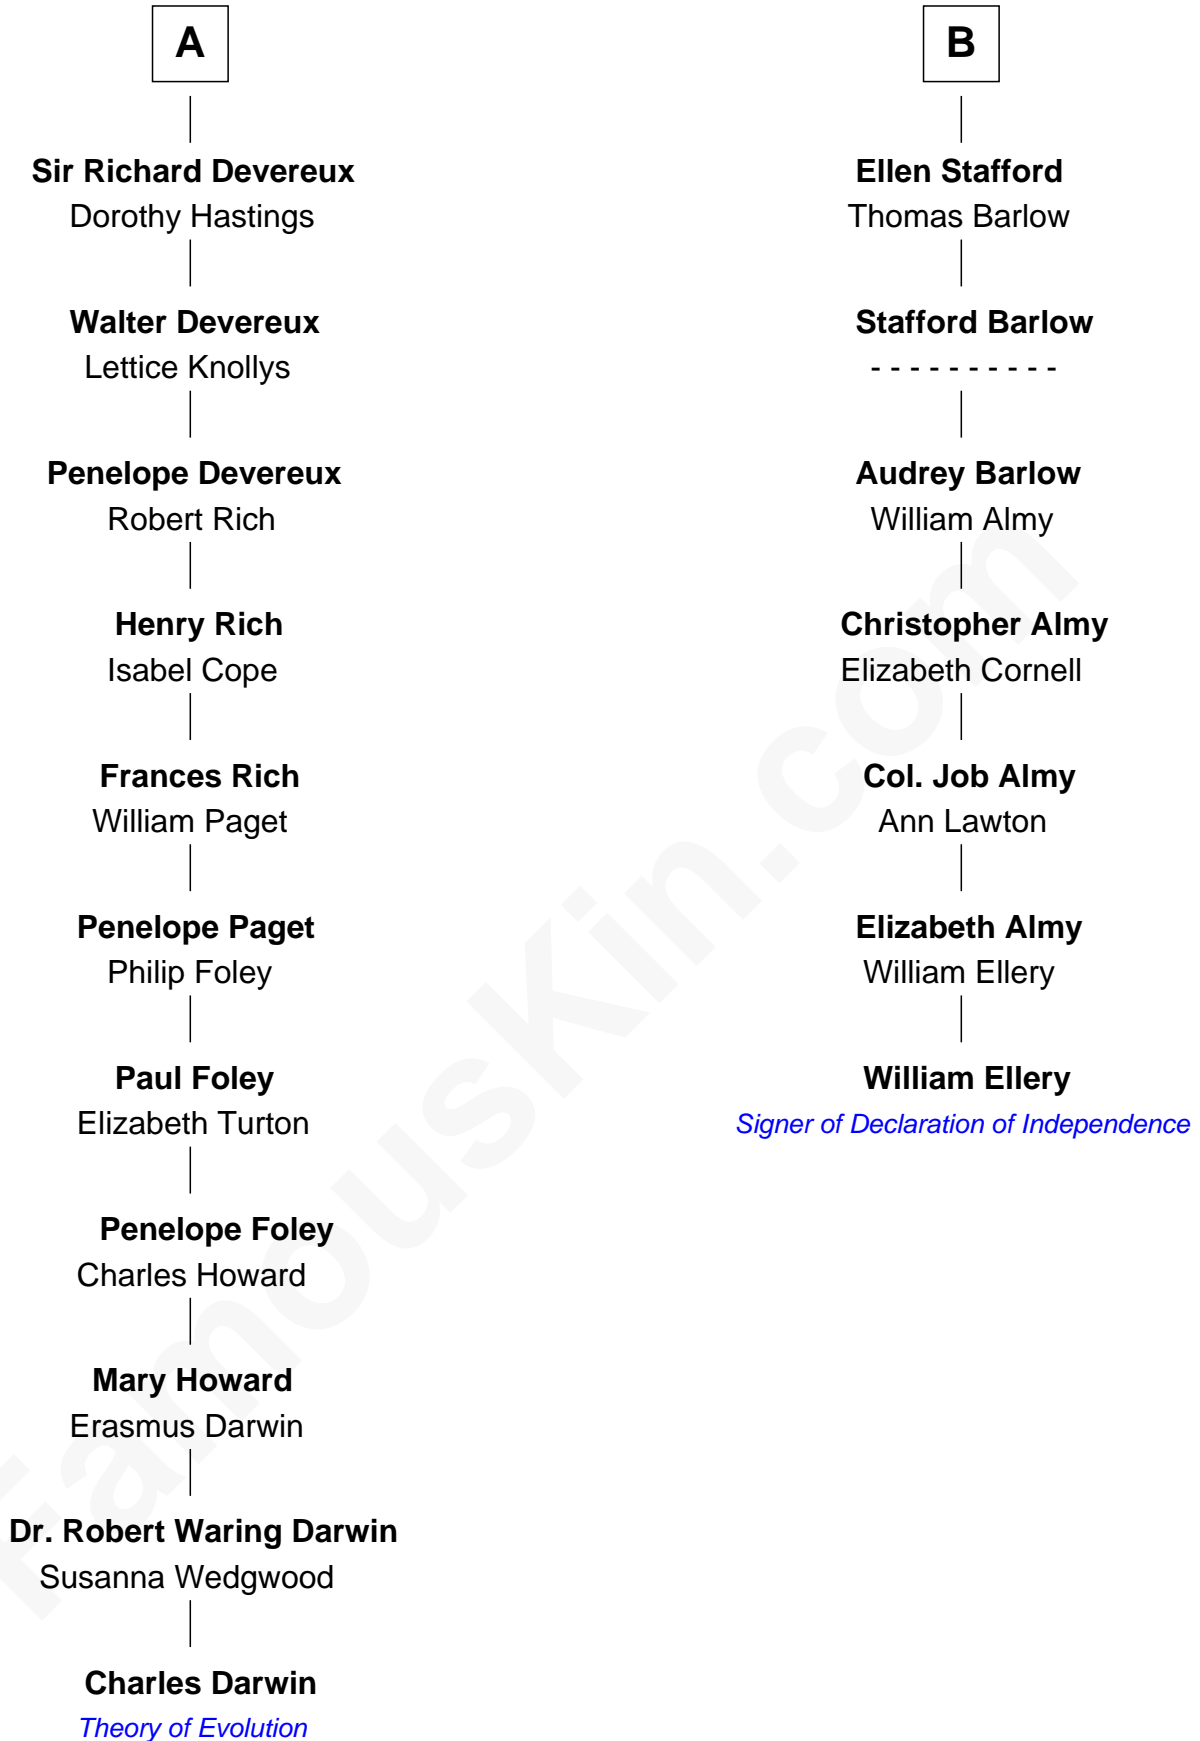 A
Sir Richard Devereux
Dorothy Hastings
Walter Devereux
Lettice Knollys
Penelope Devereux
Robert Rich
Henry Rich
Isabel Cope
Frances Rich
William Paget
Penelope Paget
Philip Foley
Paul Foley
Elizabeth Turton
Penelope Foley
Charles Howard
Mary Howard
Erasmus Darwin
Dr. Robert Waring Darwin
Susanna Wedgwood
Charles Darwin
Theory of Evolution
B
Ellen Stafford
Thomas Barlow
Stafford Barlow
- - - - - - - - - -
Audrey Barlow
William Almy
Christopher Almy
Elizabeth Cornell
Col. Job Almy
Ann Lawton
Elizabeth Almy
William Ellery
William Ellery
Signer of Declaration of Independence
FamousKin.com